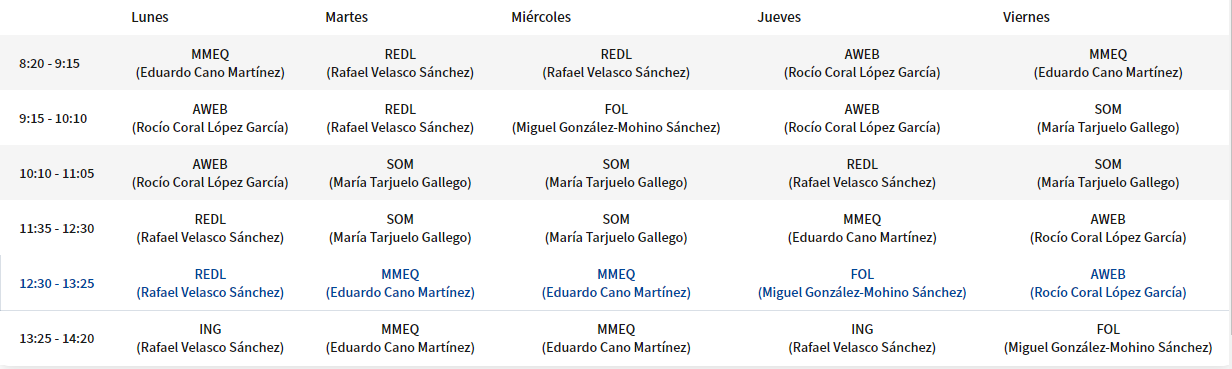 Lunes Martes Miércoles Jueves Viernes
8:20 - 9:15 MMEQ REDL REDL AWEB MMEQ
(Eduardo Cano Martínez) (Rafael Velasco Sánchez) (Rafael Velasco Sánchez) (Rocío Coral López García) (Eduardo Cano Martínez)
9:15 - 10:10 AWEB REDL FOL AWEB SOM
(Rocío Coral López García) (Rafael Velasco Sánchez) (Miguel González-Mohino Sánchez) (Rocío Coral López García) (María Tarjuelo Gallego)
10:10 - 11:05 AWEB SOM SOM REDL SOM
(Rocío Coral López García) (María Tarjuelo Gallego) (María Tarjuelo Gallego) (Rafael Velasco Sánchez) (María Tarjuelo Gallego)
11:35 - 12:30 REDL SOM SOM MMEQ AWEB
(Rafael Velasco Sánchez) (María Tarjuelo Gallego) (María Tarjuelo Gallego) (Eduardo Cano Martínez) (Rocío Coral López García)
12:30 - 13:25 REDL MMEQ MMEQ FOL AWEB
(Rafael Velasco Sánchez) (Eduardo Cano Martínez) (Eduardo Cano Martínez) (Miguel González-Mohino Sánchez) (Rocío Coral López García)
13:25 - 14:20 ING MMEQ MMEQ ING FOL
(Rafael Velasco Sánchez) (Eduardo Cano Martínez) (Eduardo Cano Martínez) (Rafael Velasco Sánchez) (Miguel González-Mohino Sánchez)